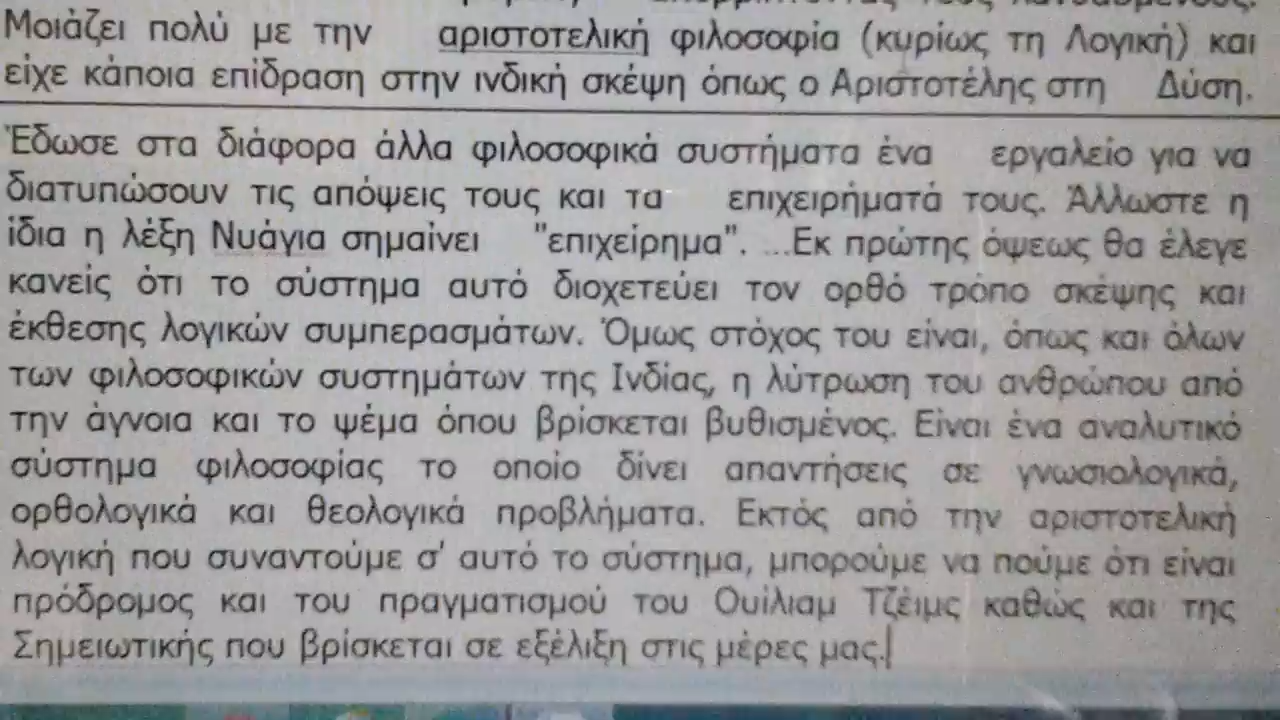 Μοιάζει πολύ με την αριστοτελική φιλοσοφία (κυρίως τη Λογική) και
είχε κάποια επίδραση στην ινδική σκέψη όπως ο Αριστοτέλης στη Δύση.
Έδωσε στα διάφορα άλλα φιλοσοφικά συστήματα ένα εργαλείο για να
διατυπώσουν τις απόψεις τους και τα επιχειρήματά τους. Άλλωστε η
ίδια η λέξη Νυάγια σημαίνει "επιχείρημα". ...Εκ πρώτης όψεως θα έλεγε
κανείς ότι το σύστημα αυτό διοχετεύει τον ορθό τρόπο σκέψης και
έκθεσης λογικών συμπερασμάτων. Όμως στόχος του είναι, όπως και όλων
των φιλοσοφικών συστημάτων της Ινδίας, η λύτρωση του ανθρώπου από
την άγνοια και το ψέμα όπου βρίσκεται βυθισμένος. Είναι ένα αναλυτικό
σύστημα φιλοσοφίας το οποίο δίνει απαντήσεις σε γνωσιολογικά,
ορθολογικά και θεολογικά προβλήματα. Εκτός από την αριστοτελική
λογική που συναντούμε σ' αυτό το σύστημα, μπορούμε να πούμε ότι είναι
πρόδρομος και του πραγματισμού του Ουίλιαμ Τζέιμς καθώς και της
Σημειωτικής που βρίσκεται σε εξέλιξη στις μέρες μας.